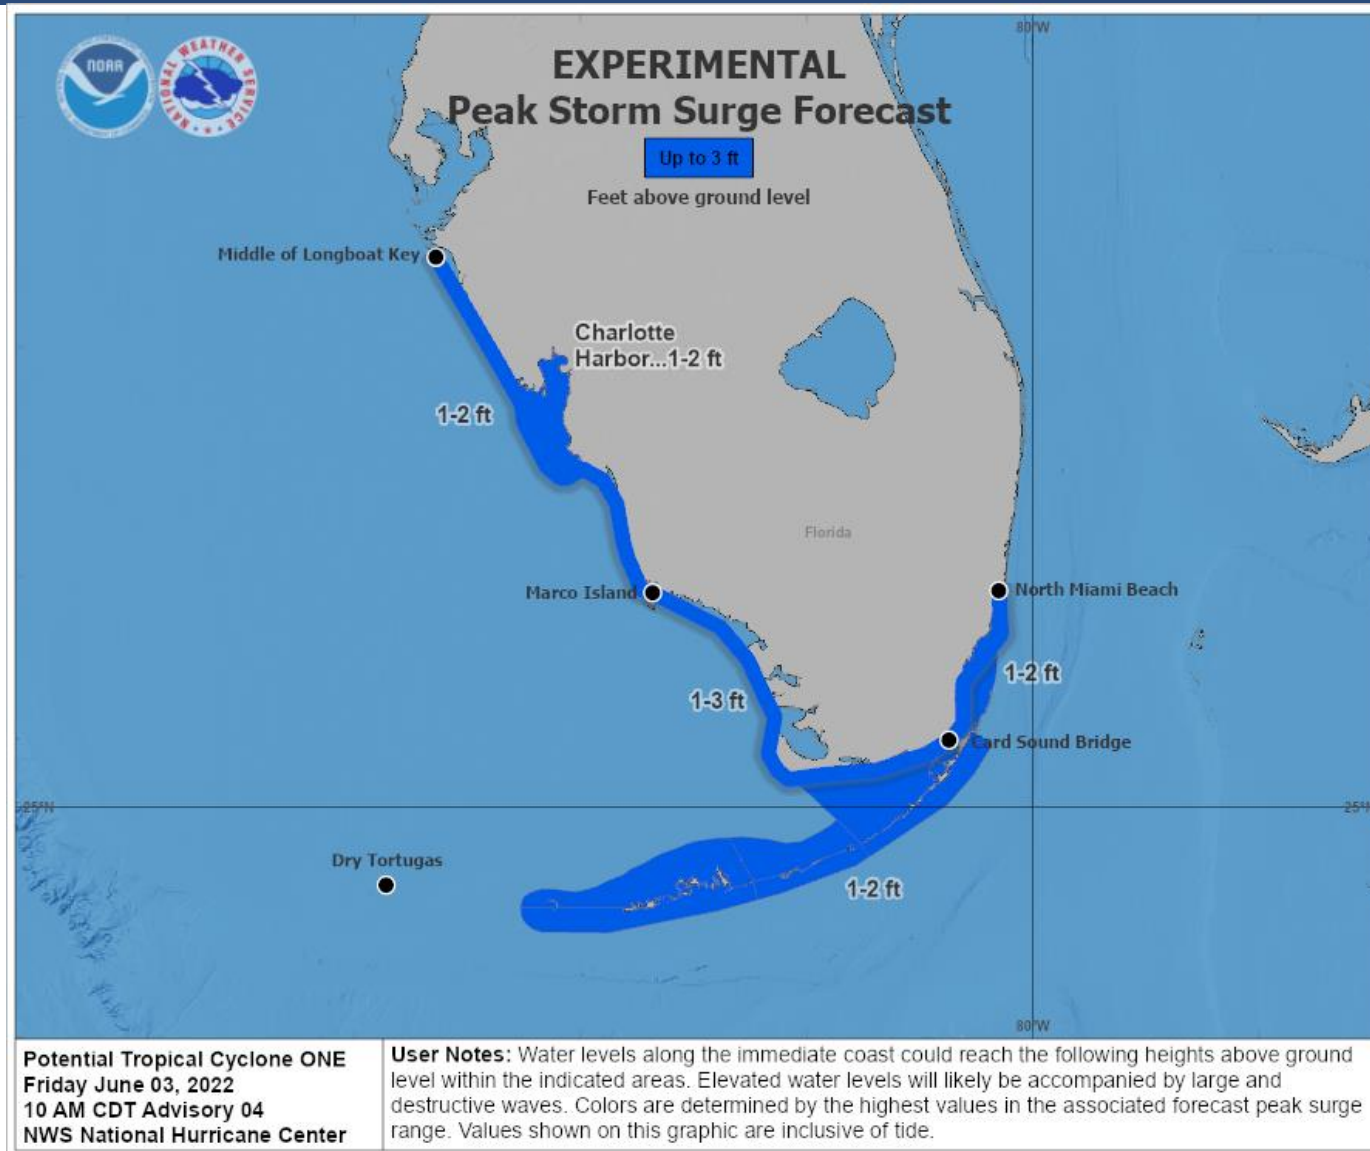 80°W
NOAA
NATIONAL WEATHER SERVICE
EXPERIMENTAL
Peak Storm Surge Forecast
Up to 3 ft
Feet above ground level
Middle of Longboat Key
Charlotte
Harbor...1-2 ft
1-2 ft
Florida
Marco Island
North Miami Beach
1-2 ft
1-3 ft
Card Sound Bridge
25°N
25°N
Dry Tortugas
1-2 ft
80°W
Potential Tropical Cyclone ONE
Friday June 03, 2022
10 AM CDT Advisory 04
NWS National Hurricane Center
User Notes: Water levels along the immediate coast could reach the following heights above ground
level within the indicated areas. Elevated water levels will likely be accompanied by large and
destructive waves. Colors are determined by the highest values in the associated forecast peak surge
range. Values shown on this graphic are inclusive of tide.